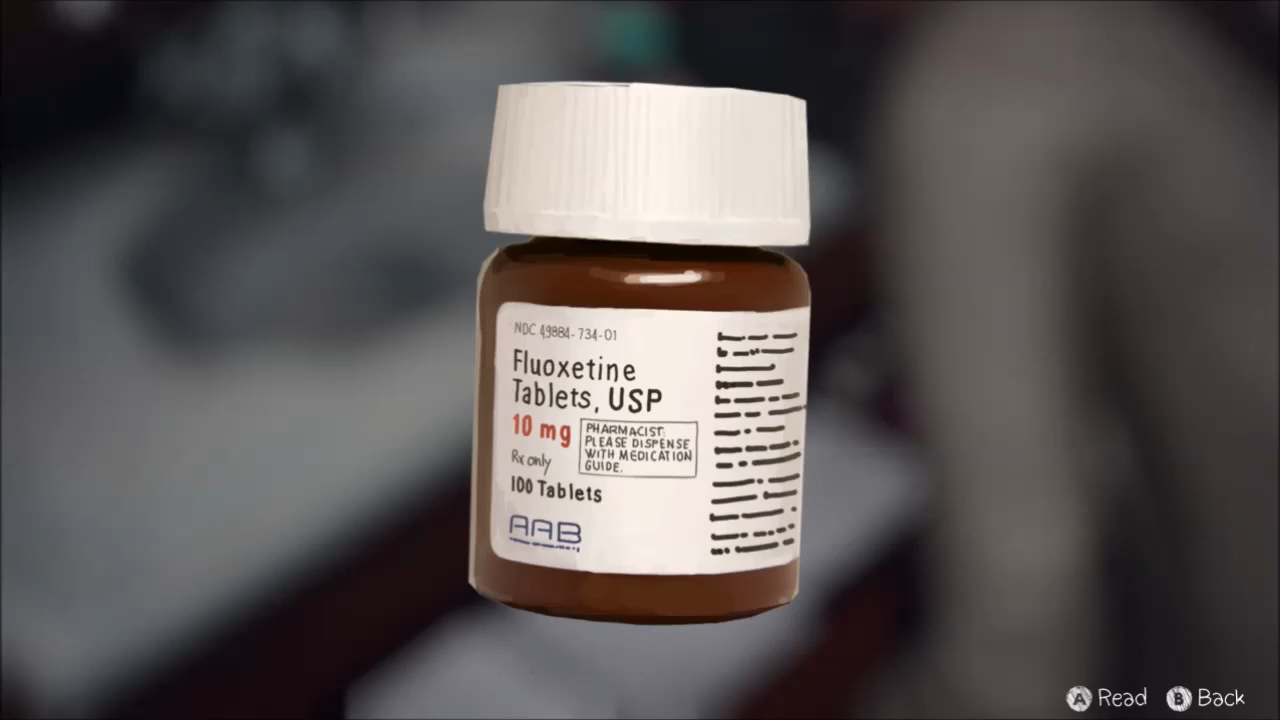 NDC 49884-734-01
Fluoxetine
Tablets, USP
10 mg
PHARMACIST:
PLEASE DISPENSE
WITH MEDICATION
GUIDE.
Rx only
100 Tablets
AAB
A Read B Back